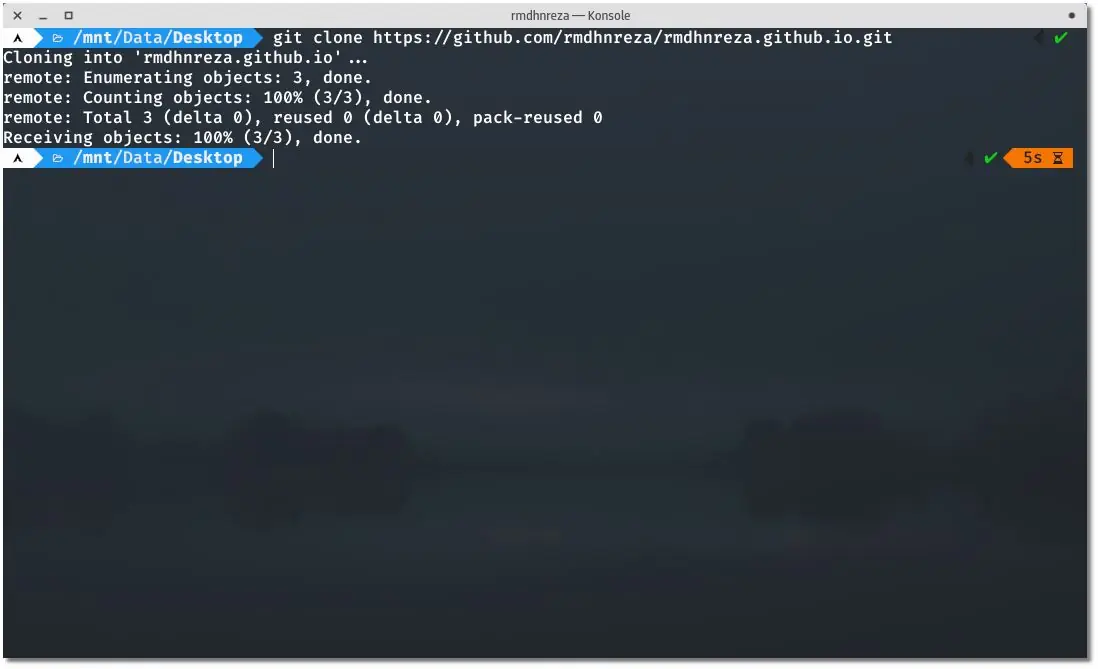 rmdhnreza — Konsole
/mnt/Data/Desktop git clone https://github.com/rmdhnreza/rmdhnreza.github.io.git
Cloning into 'rmdhnreza.github.io'...
remote: Enumerating objects: 3, done.
remote: Counting objects: 100% (3/3), done.
remote: Total 3 (delta 0), reused 0 (delta 0), pack-reused 0
Receiving objects: 100% (3/3), done.
/mnt/Data/Desktop 5s